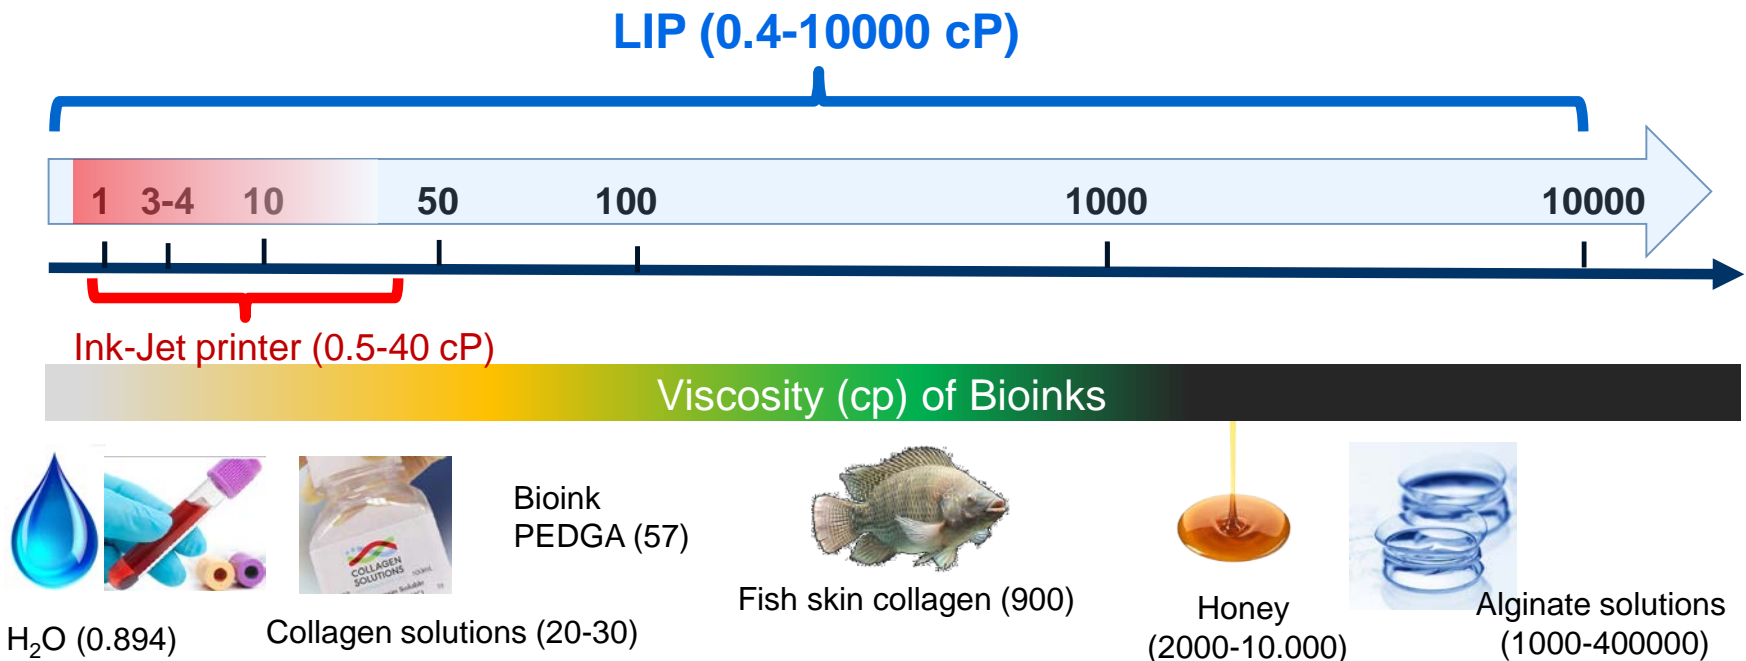 LIP (0.4-10000 cP)
1 3-4 10 50 100 1000 10000
Ink-Jet printer (0.5-40 cP)
Viscosity (cp) of Bioinks
COLLAGEN
SOLUTIONS
100mL
Soluble
Bioink
PEDGA (57)
H₂O (0.894)
Collagen solutions (20-30)
Fish skin collagen (900)
Honey
(2000-10.000)
Alginate solutions
(1000-400000)